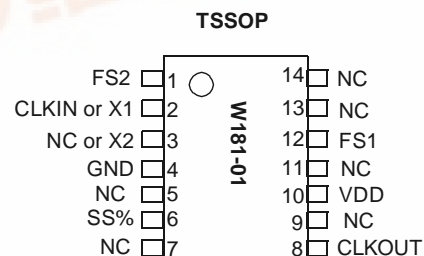 TSSOP
FS2 1 14 NC
CLKIN or X1 2 13 NC
NC or X2 3 12 FS1
GND 4 11 NC
NC 5 10 VDD
SS% 6 9 NC
NC 7 8 CLKOUT
W181-01